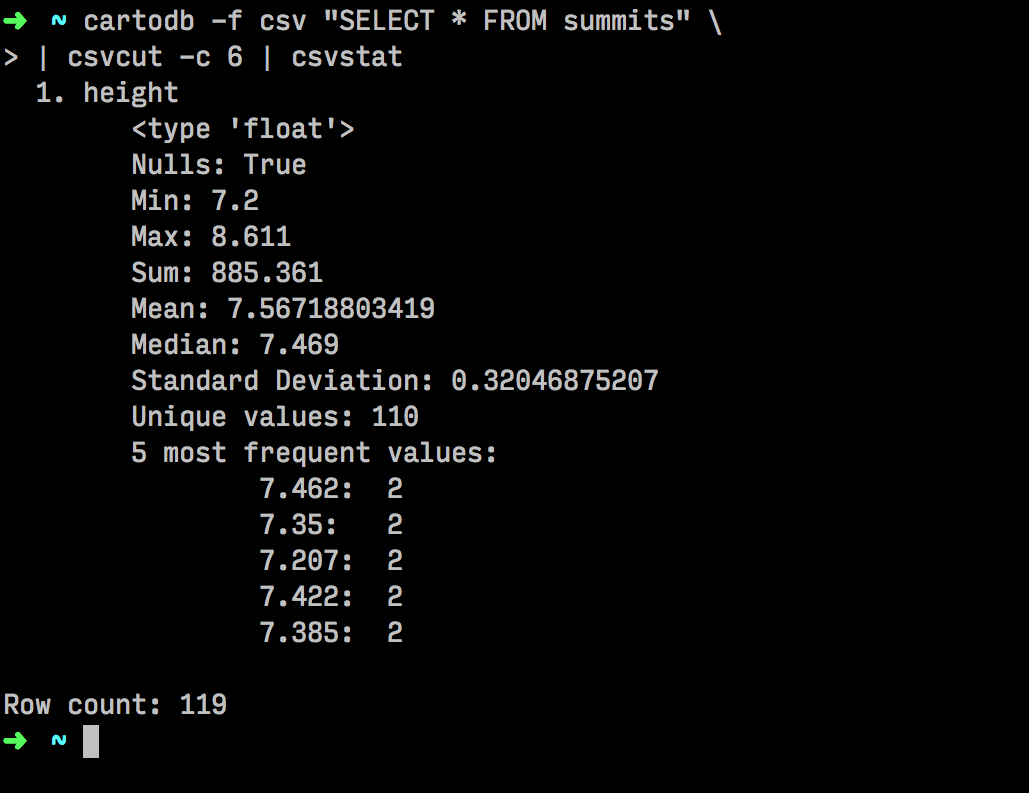 ➜ ~ cartodb -f csv "SELECT * FROM summits" \
> | csvcut -c 6 | csvstat
1. height
<type 'float'>
Nulls: True
Min: 7.2
Max: 8.611
Sum: 885.361
Mean: 7.56718803419
Median: 7.469
Standard Deviation: 0.32046875207
Unique values: 110
5 most frequent values:
7.462: 2
7.35: 2
7.207: 2
7.422: 2
7.385: 2
Row count: 119
➜ ~